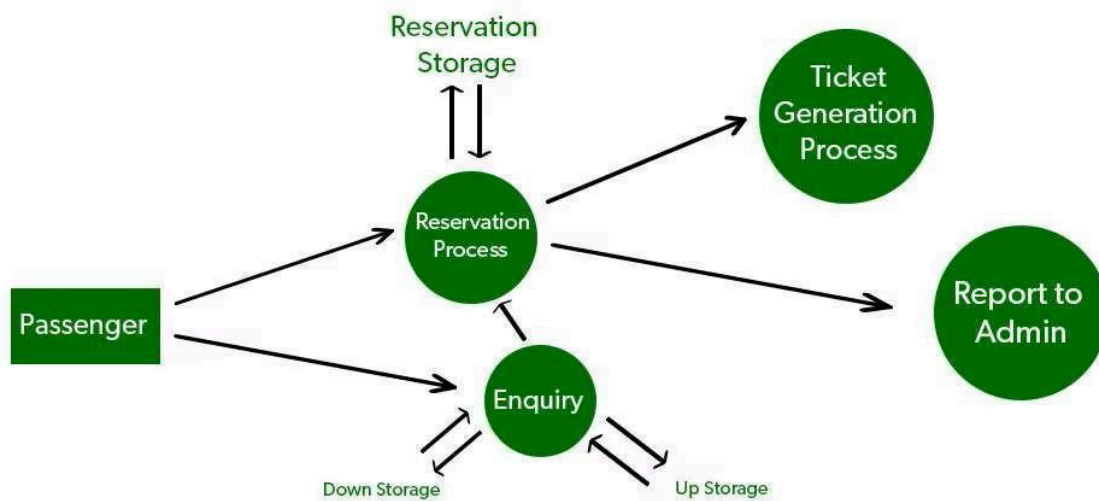 Reservation
Storage
Ticket
Generation
Process
Reservation
Process
Passenger
Report to
Admin
Enquiry
Down Storage
Up Storage